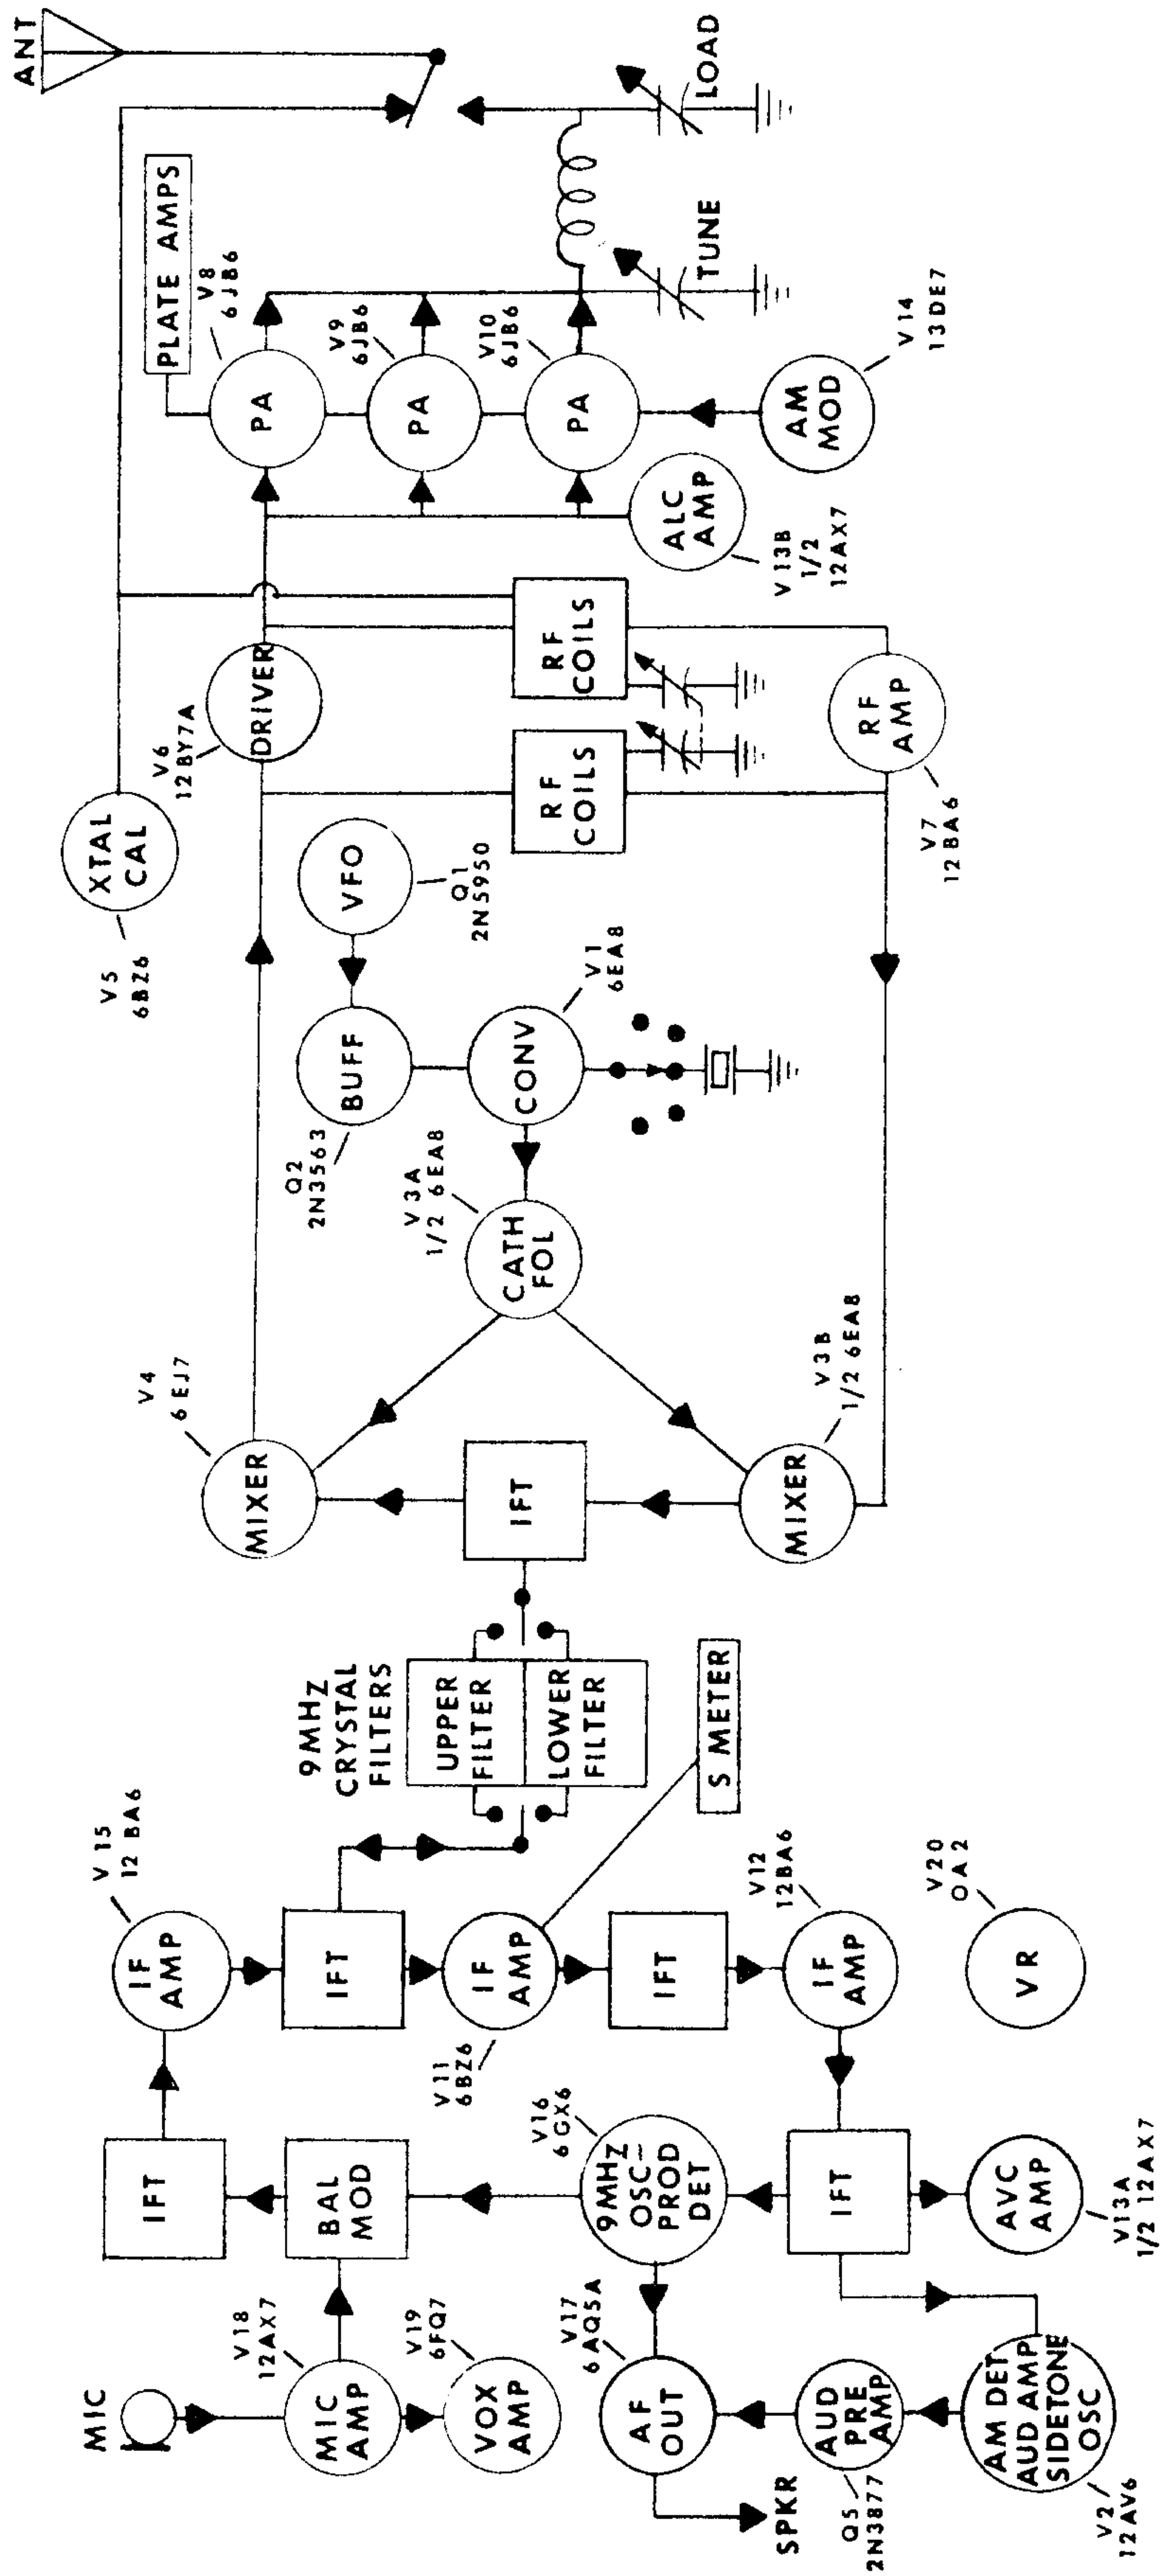 MIC
V18
12AX7
MIC
AMP
V19
6FQ7
VOX
AMP
V17
6AQ5A
AF
OUT
SPKR
Q5
2N3877
AUD
PRE
AMP
AM DET
AUD AMP
SIDETONE
OSC
V2
12AV6
IFT
BAL
MOD
V16
6GX6
9MHZ
OSC-
PROD
DET
IFT
AVC
AMP
V13A
1/2 12AX7
V15
12BA6
IF
AMP
IFT
V11
6BZ6
IF
AMP
IFT
V12
12BA6
IF
AMP
V20
OA2
VR
9MHZ
CRYSTAL
FILTERS
UPPER
FILTER
LOWER
FILTER
S METER
V4
6EJ7
MIXER
IFT
V3B
1/2 6EA8
MIXER
V3A
1/2 6EA8
CATH
FOL
Q2
2N3563
BUFF
V1
6EA8
CONV
VFO
Q1
2N5950
V5
6BZ6
XTAL
CAL
V6
12BY7A
DRIVER
RF
COILS
RF
COILS
V7
12BA6
RF
AMP
PLATE AMPS
V8
6JB6
PA
V9
6JB6
PA
V10
6JB6
PA
ALC
AMP
V13B
1/2
12AX7
AM
MOD
V14
13DE7
TUNE
LOAD
ANT